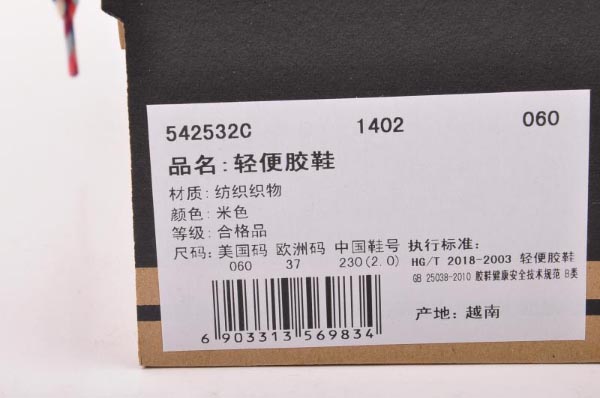 542532C 1402 060
品名:轻便胶鞋
材质:纺织织物
颜色:米色
等级:合格品
尺码:美国码 欧洲码 中国鞋号 执行标准:
060 37 230(2.0) HG/T 2018-2003 轻便胶鞋
GB 25038-2010 胶鞋健康安全技术规范 B类
产地:越南
6 903313 569834